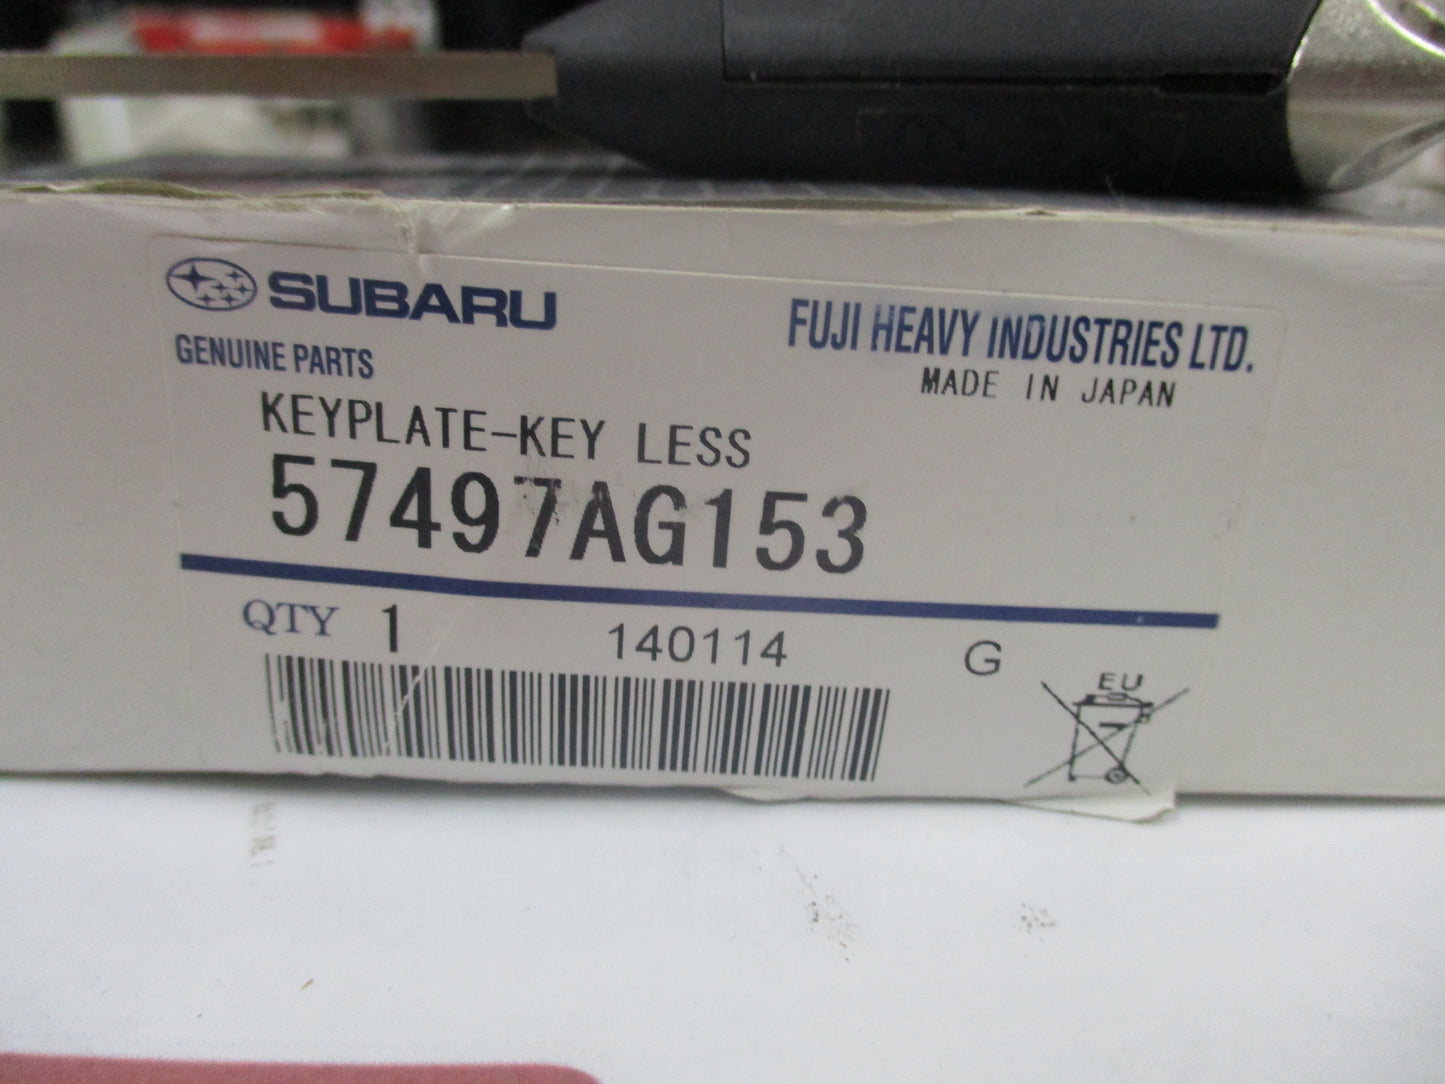 SUBARU
FUJI HEAVY INDUSTRIES LTD.
GENUINE PARTS
MADE IN JAPAN
KEYPLATE-KEY LESS
57497AG153
QTY 1 140114 G
EU